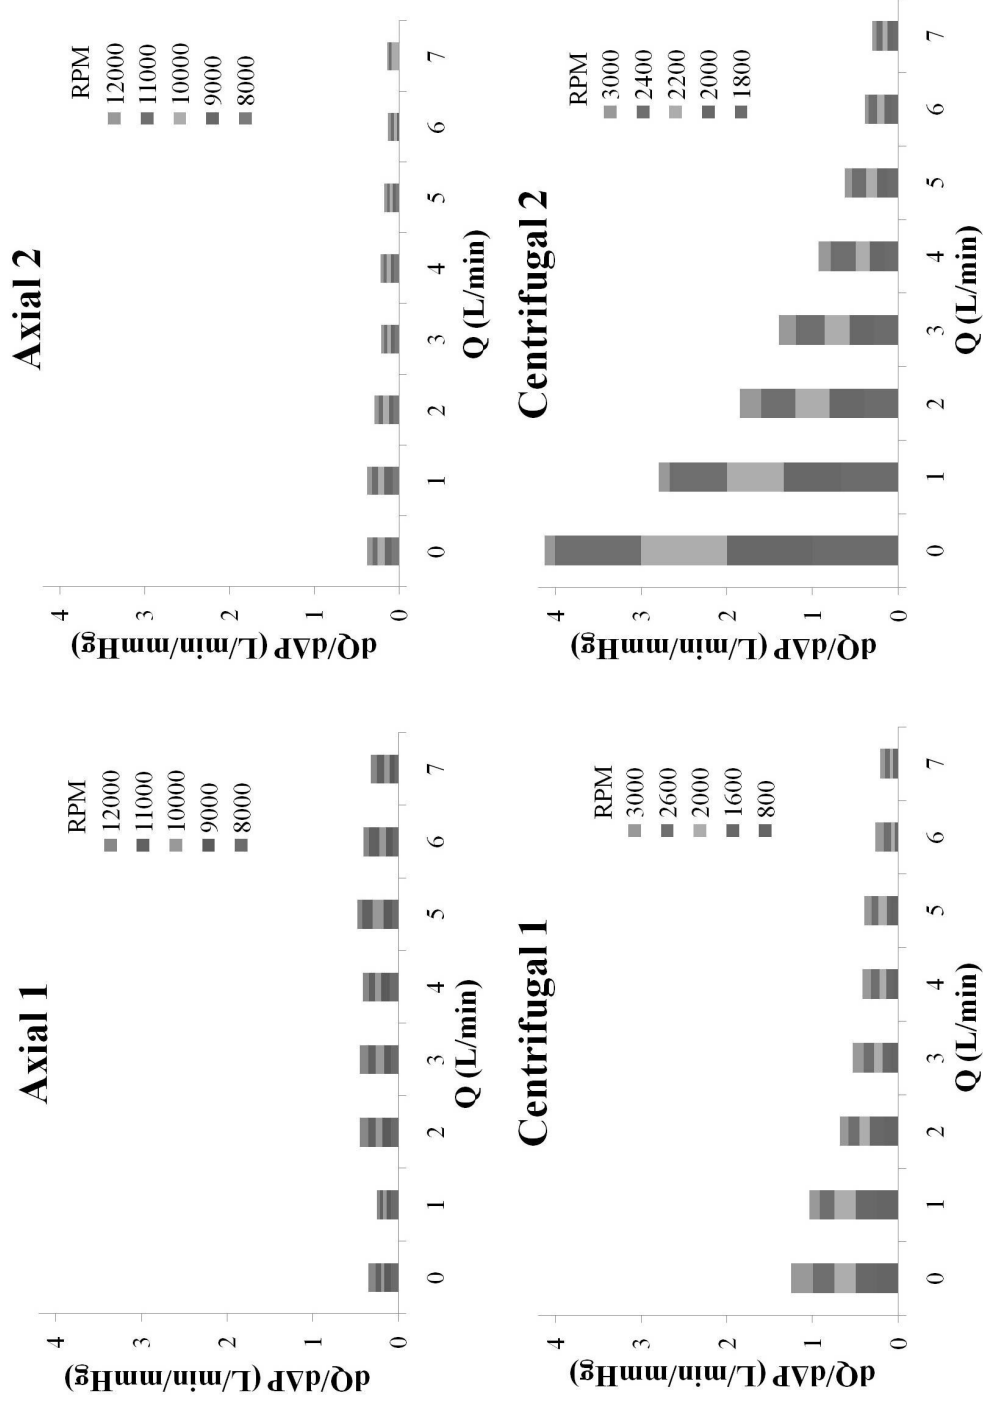 Axial 1
dQ/dΔP (L/min/mmHg)
4
3
2
1
0
RPM
12000
11000
10000
9000
8000
0 1 2 3 4 5 6 7
Q (L/min)
Axial 2
dQ/dΔP (L/min/mmHg)
4
3
2
1
0
RPM
12000
11000
10000
9000
8000
0 1 2 3 4 5 6 7
Q (L/min)
Centrifugal 1
dQ/dΔP (L/min/mmHg)
4
3
2
1
0
RPM
3000
2600
2000
1600
800
0 1 2 3 4 5 6 7
Q (L/min)
Centrifugal 2
dQ/dΔP (L/min/mmHg)
4
3
2
1
0
RPM
3000
2400
2200
2000
1800
0 1 2 3 4 5 6 7
Q (L/min)